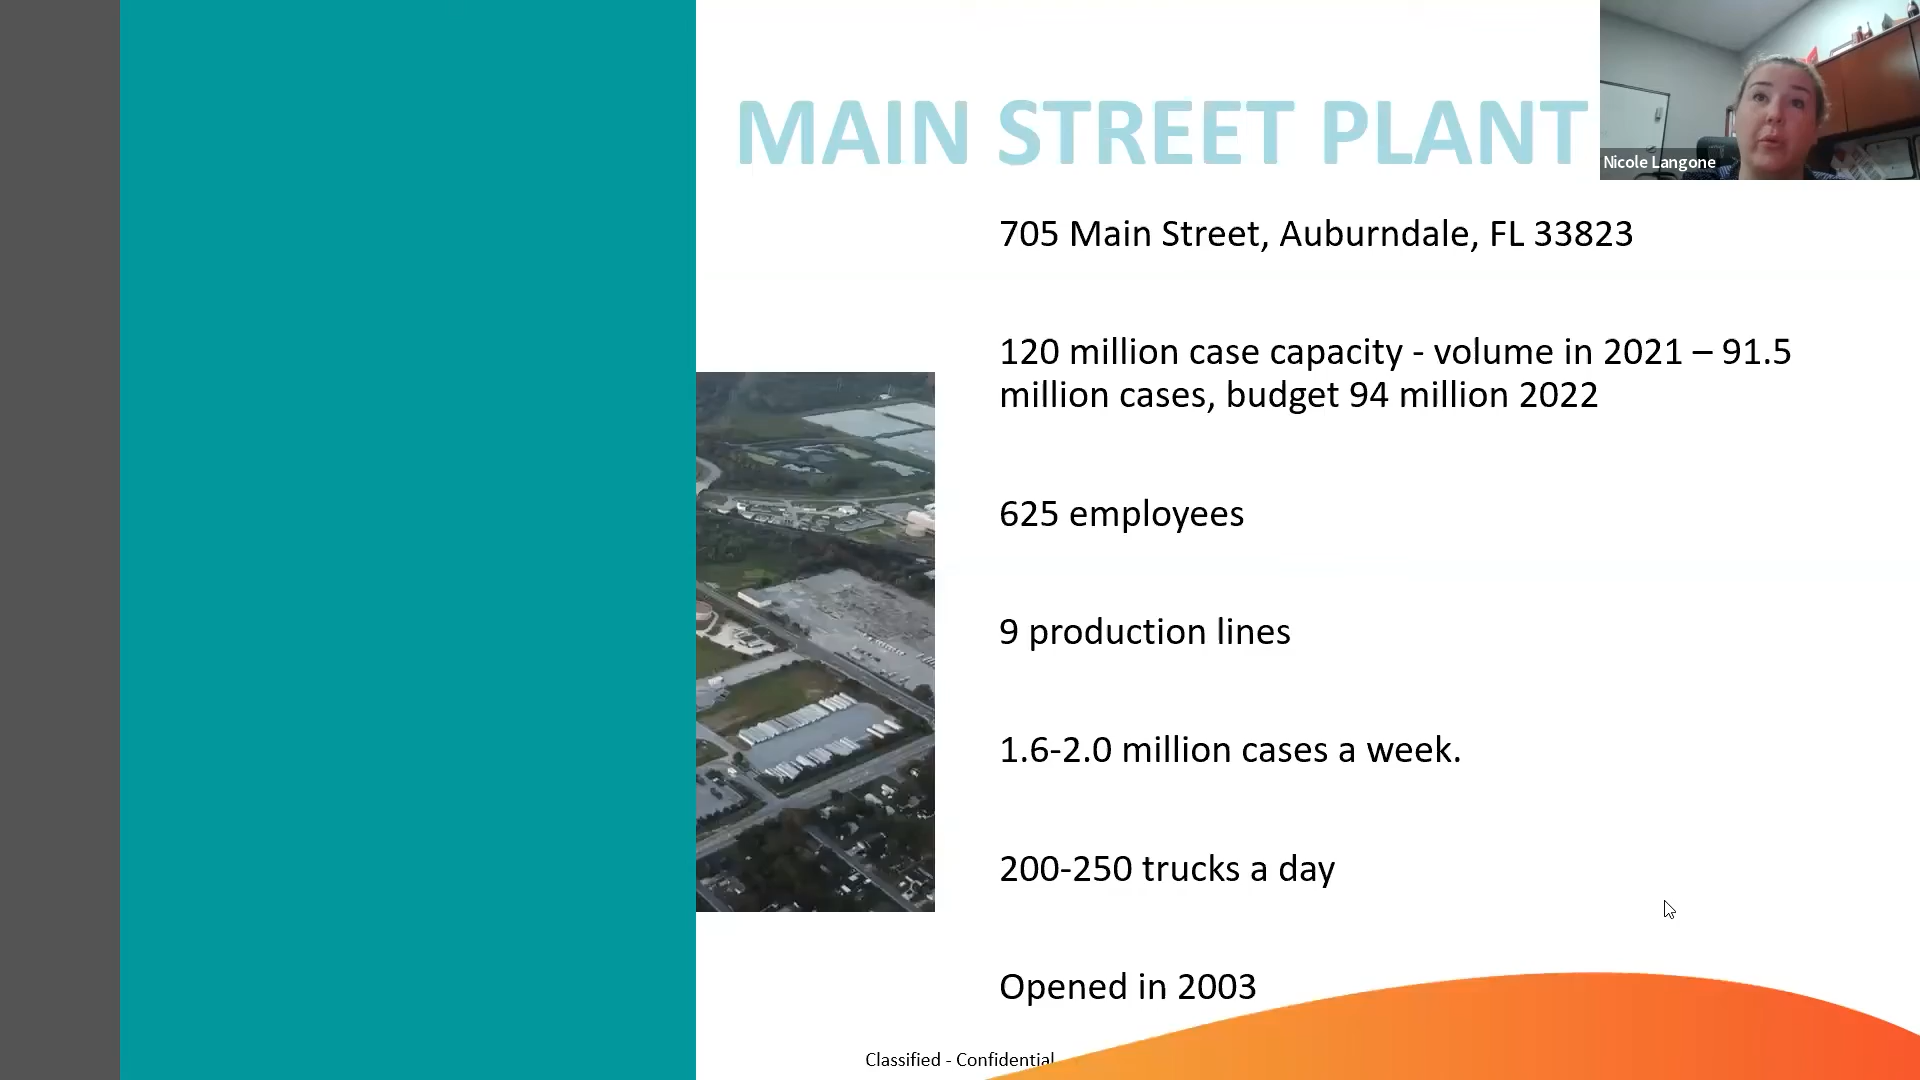 MAIN STREET PLANT
Nicole Langone
705 Main Street, Auburndale, FL 33823
120 million case capacity - volume in 2021 – 91.5
million cases, budget 94 million 2022
625 employees
9 production lines
1.6-2.0 million cases a week.
200-250 trucks a day
Opened in 2003
Classified - Confidential